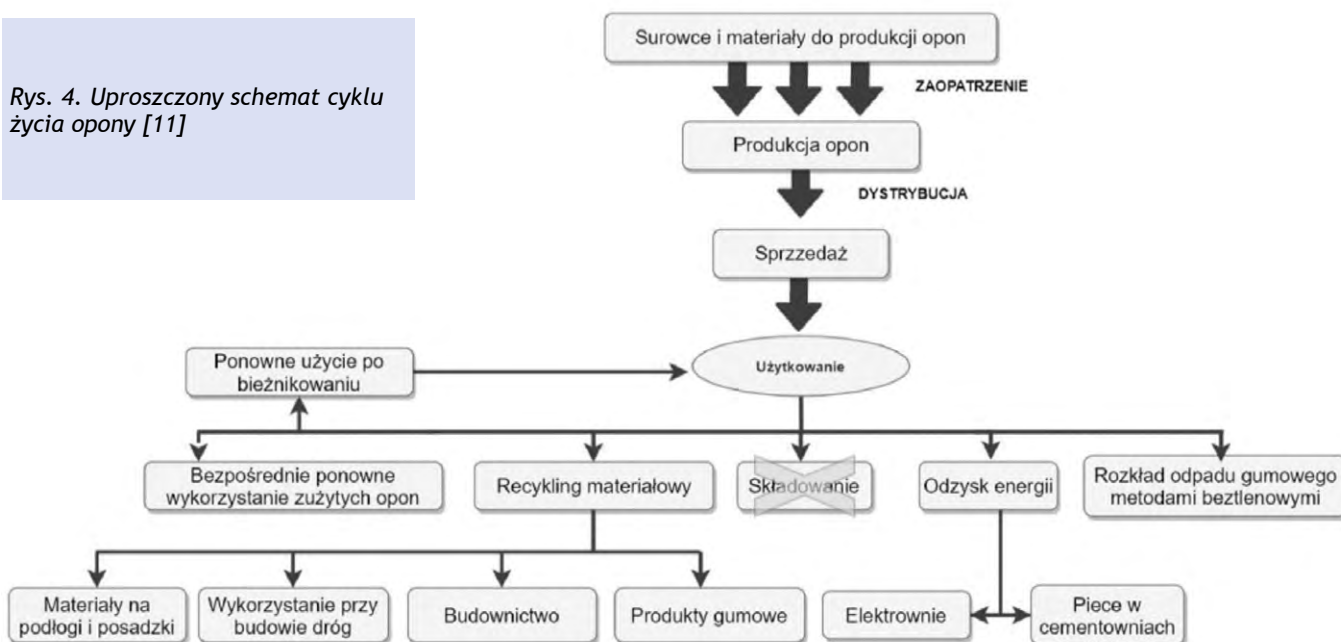 Rys. 4. Uproszczony schemat cyklu
życia opony [11]
Surowce i materiały do produkcji opon
ZAOPATRZENIE
Produkcja opon
DYSTRYBUCJA
Sprzzedaż
Użytkowanie
Ponowne użycie po
bieżnikowaniu
Bezpośrednie ponowne
wykorzystanie zużytych opon
Recykling materiałowy
Składowanie
Odzysk energii
Rozkład odpadu gumowego
metodami beztlenowymi
Materiały na
podłogi i posadzki
Wykorzystanie przy
budowie dróg
Budownictwo
Produkty gumowe
Elektrownie
Piece w
cementowniach